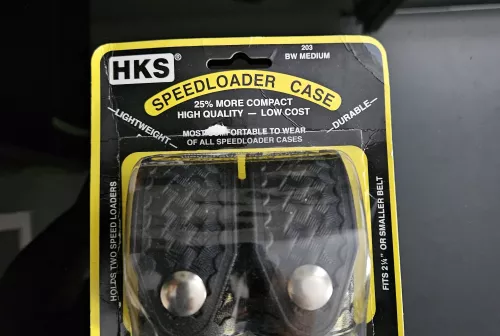 HKS®
203
BW MEDIUM
SPEEDLOADER CASE
25% MORE COMPACT
HIGH QUALITY — LOW COST
LIGHTWEIGHT
DURABLE
MOST COMFORTABLE TO WEAR
OF ALL SPEEDLOADER CASES
HOLDS TWO SPEED LOADERS
FITS 2¼" OR SMALLER BELT